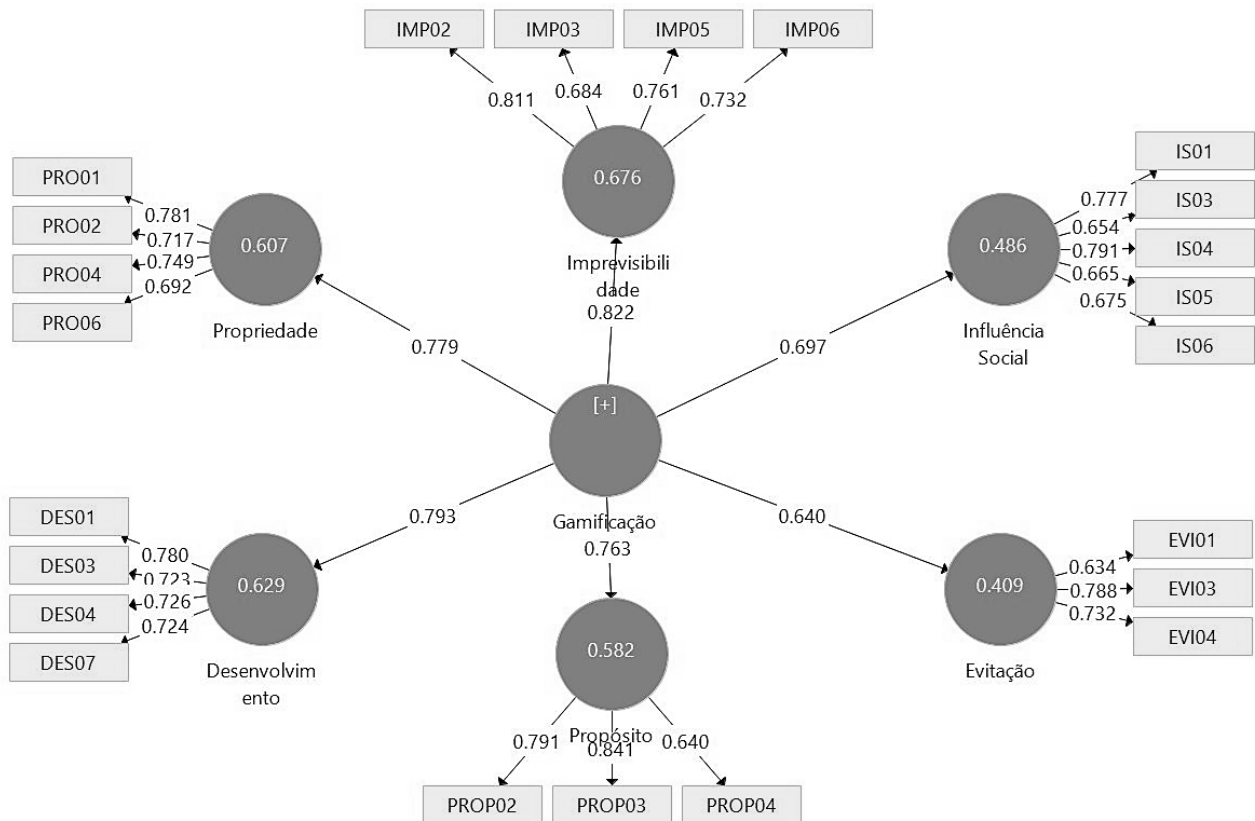 IMP02
IMP03
IMP05
IMP06
0.811
0.684
0.761
0.732
0.676
Imprevisibili
dade
0.822
PRO01
PRO02
PRO04
PRO06
0.781
0.717
0.749
0.692
0.607
Propriedade
0.779
IS01
IS03
IS04
IS05
IS06
0.777
0.654
0.791
0.665
0.675
0.486
Influência
Social
0.697
[+]
Gamificação
0.763
0.793
0.640
DES01
DES03
DES04
DES07
0.780
0.723
0.726
0.724
0.629
Desenvolvim
ento
0.582
Propósito
0.791
0.841
0.640
PROP02
PROP03
PROP04
EVI01
EVI03
EVI04
0.634
0.788
0.732
0.409
Evitação